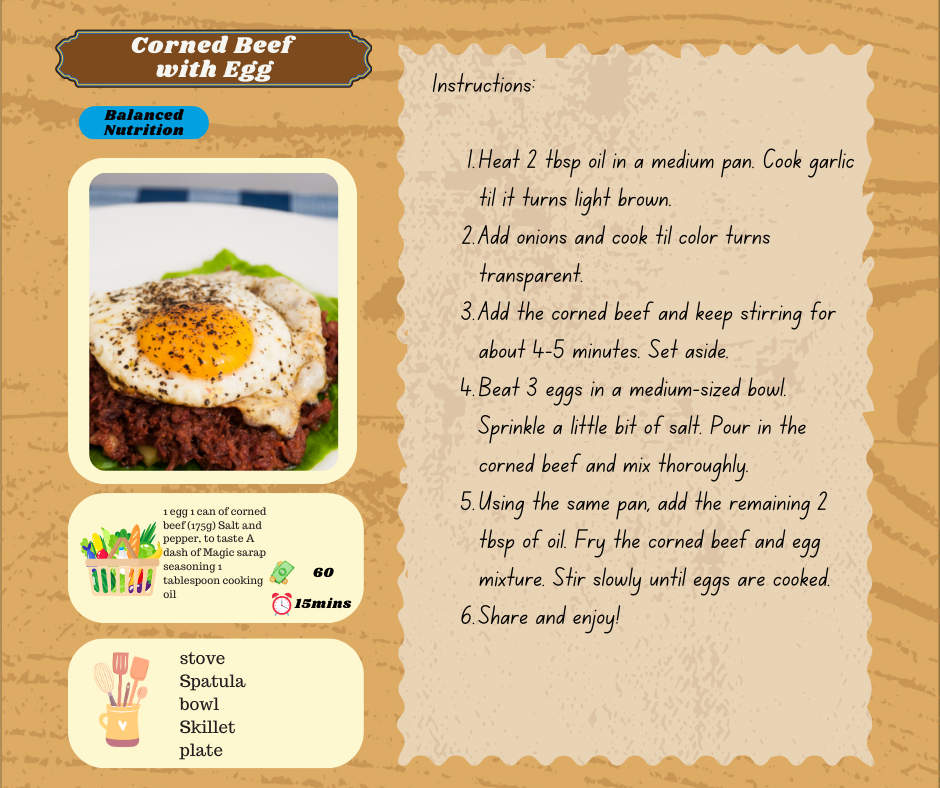 Corned Beef
with Egg
Balanced
Nutrition
1 egg 1 can of corned
beef (175g) Salt and
pepper, to taste A
dash of Magic sarap
seasoning 1
tablespoon cooking
oil
60
15mins
stove
Spatula
bowl
Skillet
plate
Instructions:
1. Heat 2 tbsp oil in a medium pan. Cook garlic
til it turns light brown.
2. Add onions and cook til color turns
transparent.
3. Add the corned beef and keep stirring for
about 4-5 minutes. Set aside.
4. Beat 3 eggs in a medium-sized bowl.
Sprinkle a little bit of salt. Pour in the
corned beef and mix thoroughly.
5. Using the same pan, add the remaining 2
tbsp of oil. Fry the corned beef and egg
mixture. Stir slowly until eggs are cooked.
6. Share and enjoy!